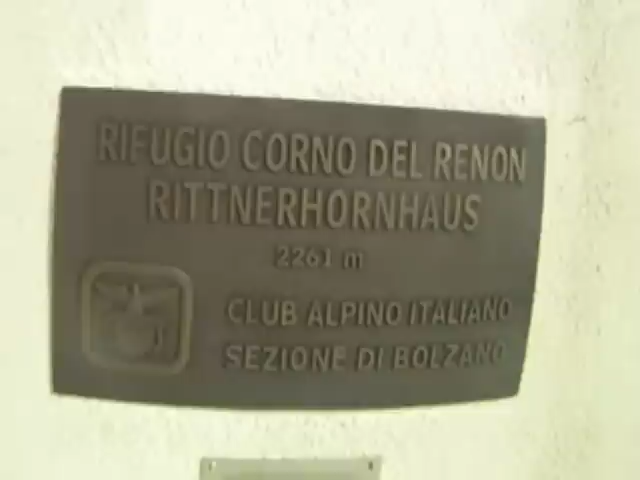 RIFUGIO CORNO DEL RENON
RITTNERHORNHAUS
2261 m
CLUB ALPINO ITALIANO
SEZIONE DI BOLZANO